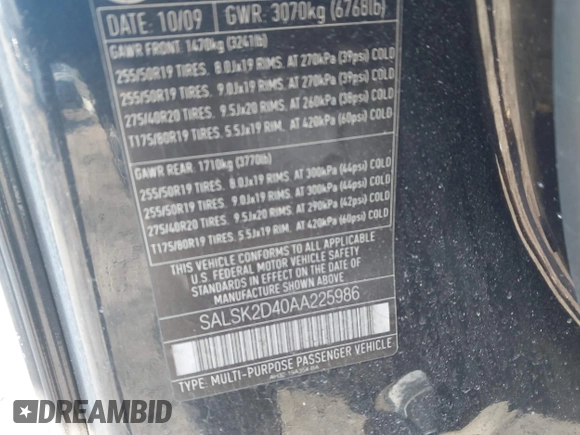 DATE: 10/09 GWR: 3070kg (6768lb)
GAWR FRONT: 1470kg (3241lb)
255/50R19 TIRES. 8.0Jx19 RIMS. AT 270kPa (39psi) COLD
255/50R19 TIRES. 9.0Jx19 RIMS. AT 270kPa (39psi) COLD
275/40R20 TIRES. 9.5Jx20 RIMS. AT 260kPa (38psi) COLD
T175/80R19 TIRES. 5.5Jx19 RIM. AT 420kPa (60psi) COLD
GAWR REAR: 1710kg (3770lb)
255/50R19 TIRES. 8.0Jx19 RIMS. AT 300kPa (44psi) COLD
255/50R19 TIRES. 9.0Jx19 RIMS. AT 300kPa (44psi) COLD
275/40R20 TIRES. 9.5Jx20 RIMS. AT 290kPa (42psi) COLD
T175/80R19 TIRES. 5.5Jx19 RIM. AT 420kPa (60psi) COLD
THIS VEHICLE CONFORMS TO ALL APPLICABLE
U.S. FEDERAL MOTOR VEHICLE SAFETY
STANDARDS IN EFFECT ON THE DATE OF
MANUFACTURE SHOWN ABOVE
SALSK2D40AA225986
TYPE: MULTI-PURPOSE PASSENGER VEHICLE
DREAMBID